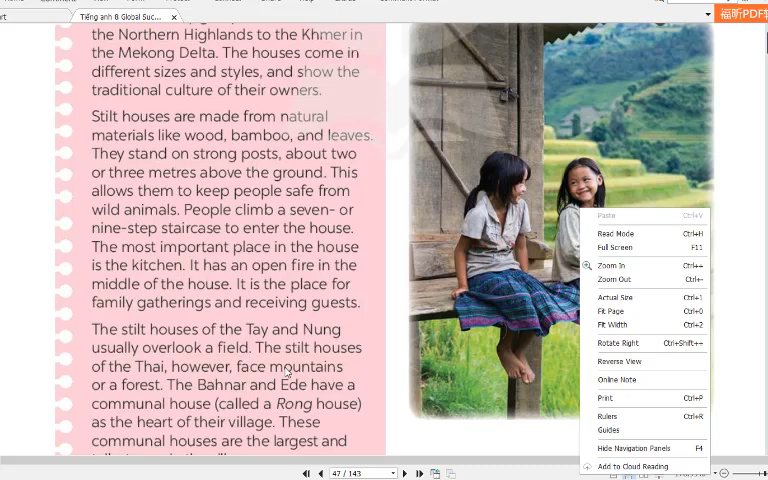 Tiếng anh 8 Global Suc... ×
福昕PDF
the Northern Highlands to the Khmer in
the Mekong Delta. The houses come in
different sizes and styles, and show the
traditional culture of their owners.
Stilt houses are made from natural
materials like wood, bamboo, and leaves.
They stand on strong posts, about two
or three metres above the ground. This
allows them to keep people safe from
wild animals. People climb a seven- or
nine-step staircase to enter the house.
The most important place in the house
is the kitchen. It has an open fire in the
middle of the house. It is the place for
family gatherings and receiving guests.
The stilt houses of the Tay and Nung
usually overlook a field. The stilt houses
of the Thai, however, face mountains
or a forest. The Bahnar and Ede have a
communal house (called a Rong house)
as the heart of their village. These
communal houses are the largest and
Paste Ctrl+V
Read Mode Ctrl+H
Full Screen F11
Zoom In Ctrl++
Zoom Out Ctrl+-
Actual Size Ctrl+1
Fit Page Ctrl+0
Fit Width Ctrl+2
Rotate Right Ctrl+Shift++
Reverse View
Online Note
Print Ctrl+P
Rulers Ctrl+R
Guides
Hide Navigation Panels F4
Add to Cloud Reading
47 / 143